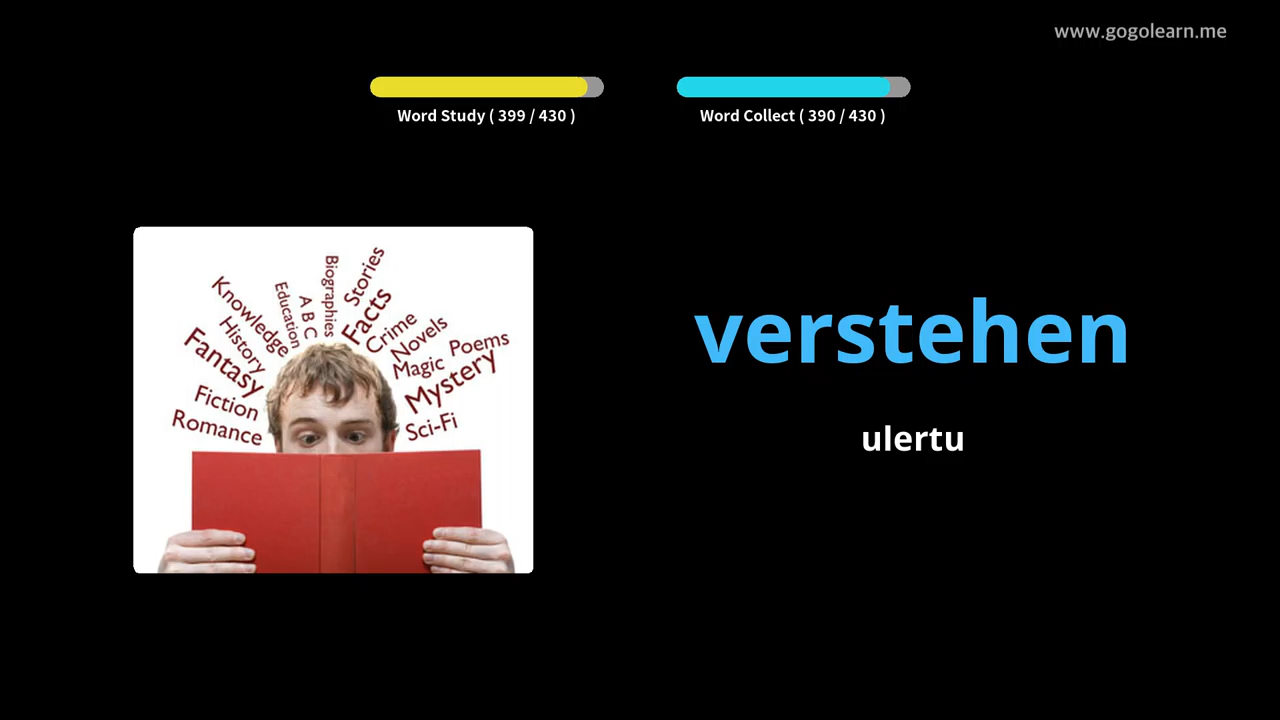 www.gogolearn.me
Word Study ( 399 / 430 )
Word Collect ( 390 / 430 )
Knowledge
Education
A B C
Biographies
Stories
Facts
History
Crime
Novels
Fantasy
Magic
Poems
Mystery
Fiction
Romance
Sci-Fi
verstehen
ulertu